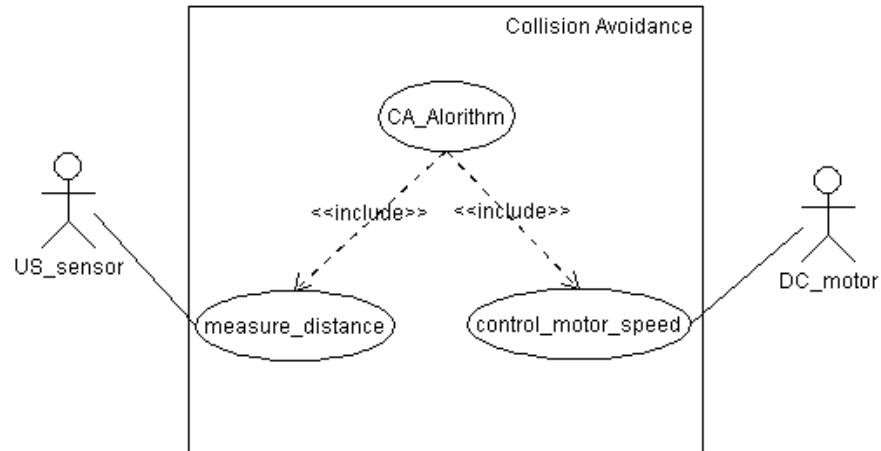 Collision Avoidance
CA_Alorithm
<<include>> <<include>>
US_sensor
DC_motor
measure_distance
control_motor_speed